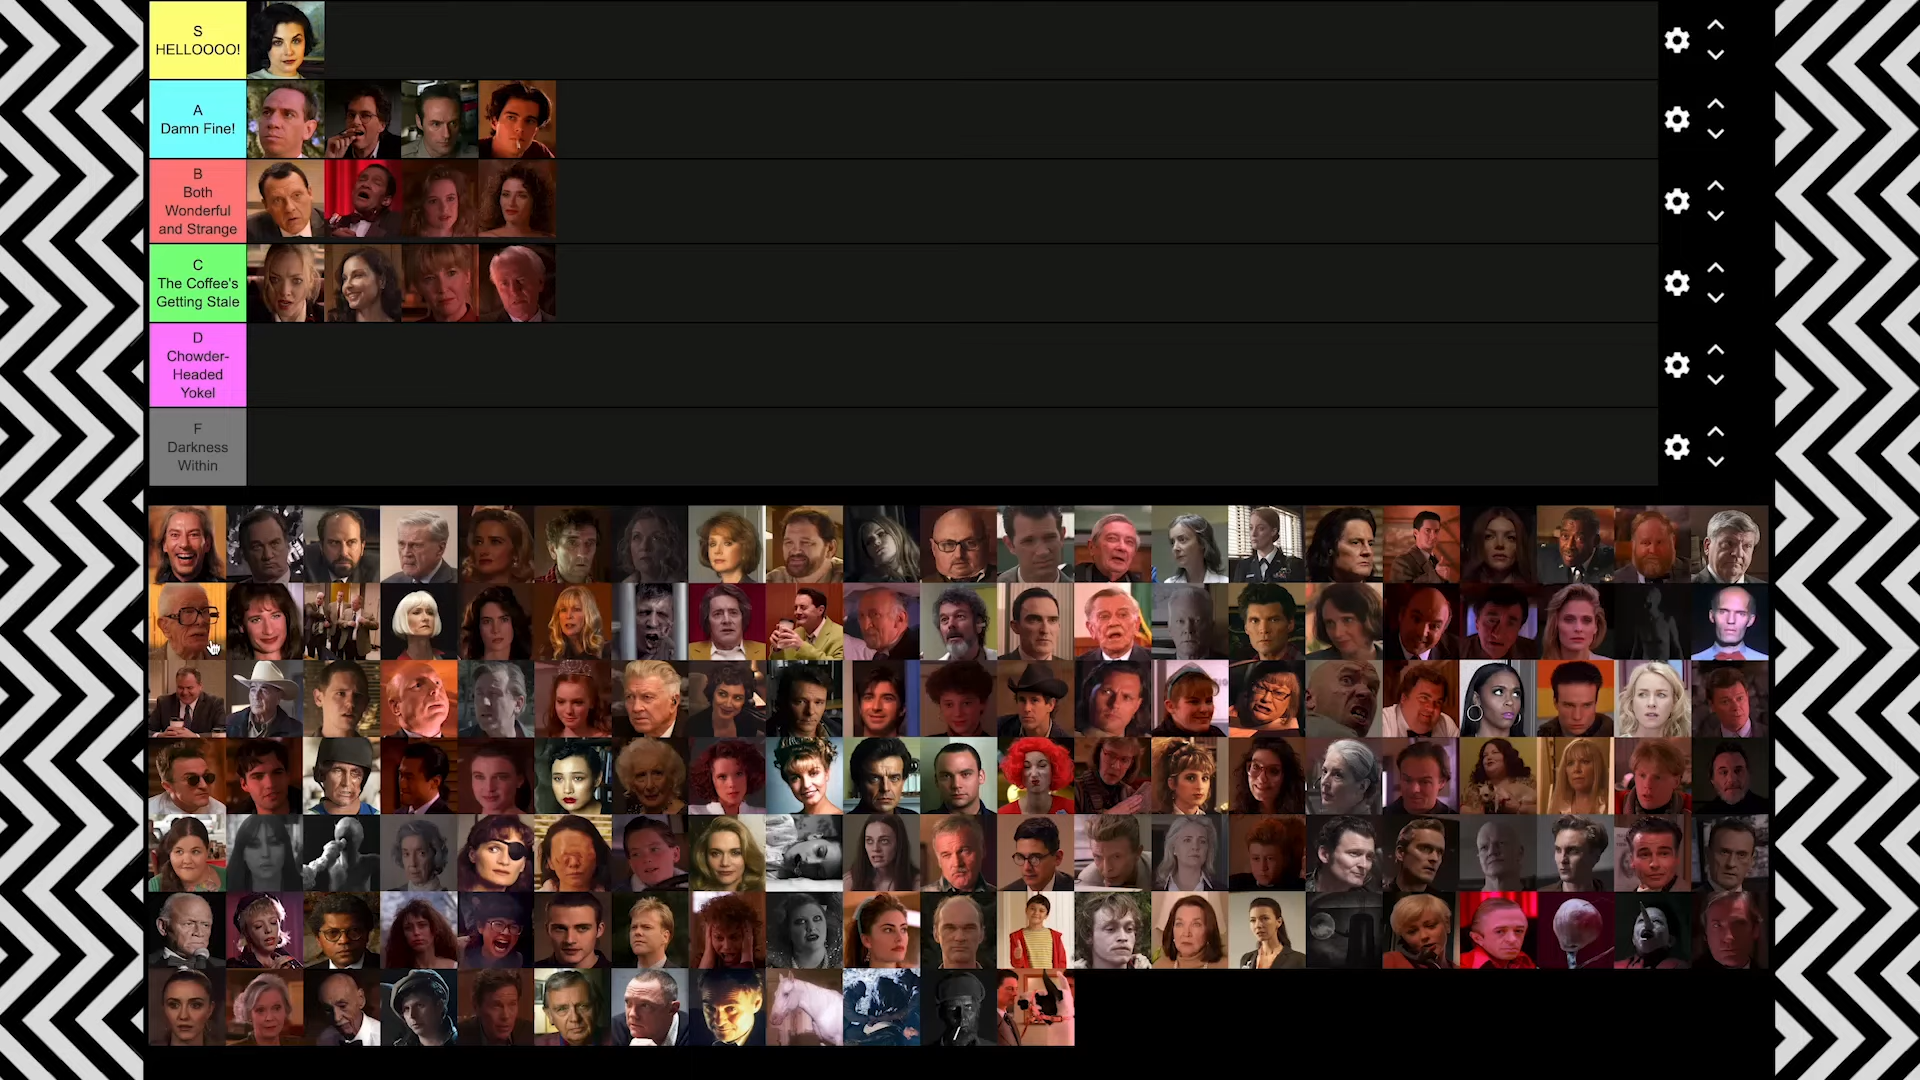 S
HELLOOOO!
A
Damn Fine!
B
Both
Wonderful
and Strange
C
The Coffee's
Getting Stale
D
Chowder-
Headed
Yokel
F
Darkness
Within